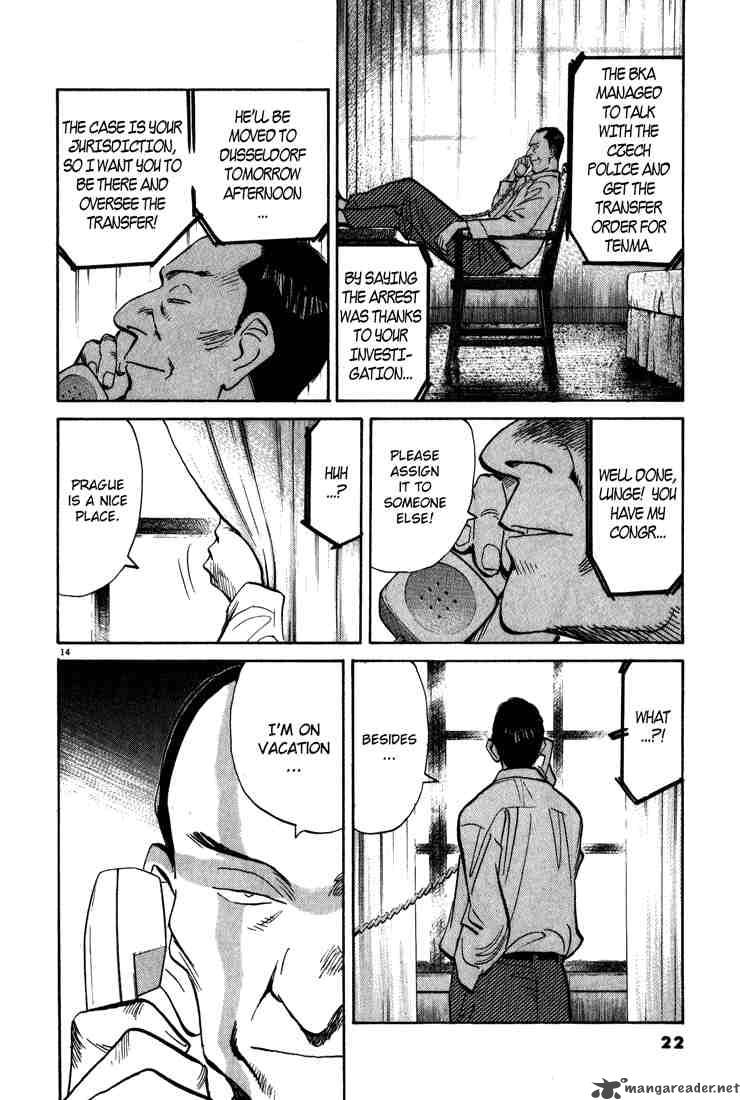 THE BKA
MANAGED
TO TALK
WITH THE
CZECH
POLICE AND
GET THE
TRANSFER
ORDER FOR
TENMA.
BY SAYING
THE ARREST
WAS THANKS
TO YOUR
INVESTI-
GATION...
HE'LL BE
MOVED TO
DUSSELDORF
TOMORROW
AFTERNOON
...
THE CASE IS YOUR
JURISDICTION,
SO I WANT YOU TO
BE THERE AND
OVERSEE THE
TRANSFER!
WELL DONE,
LUNGE! YOU
HAVE MY
CONGR...
PLEASE
ASSIGN
IT TO
SOMEONE
ELSE!
HUH
...?
PRAGUE
IS A NICE
PLACE.
14
WHAT
...?!
BESIDES
...
I'M ON
VACATION
...
22
mangareader.net